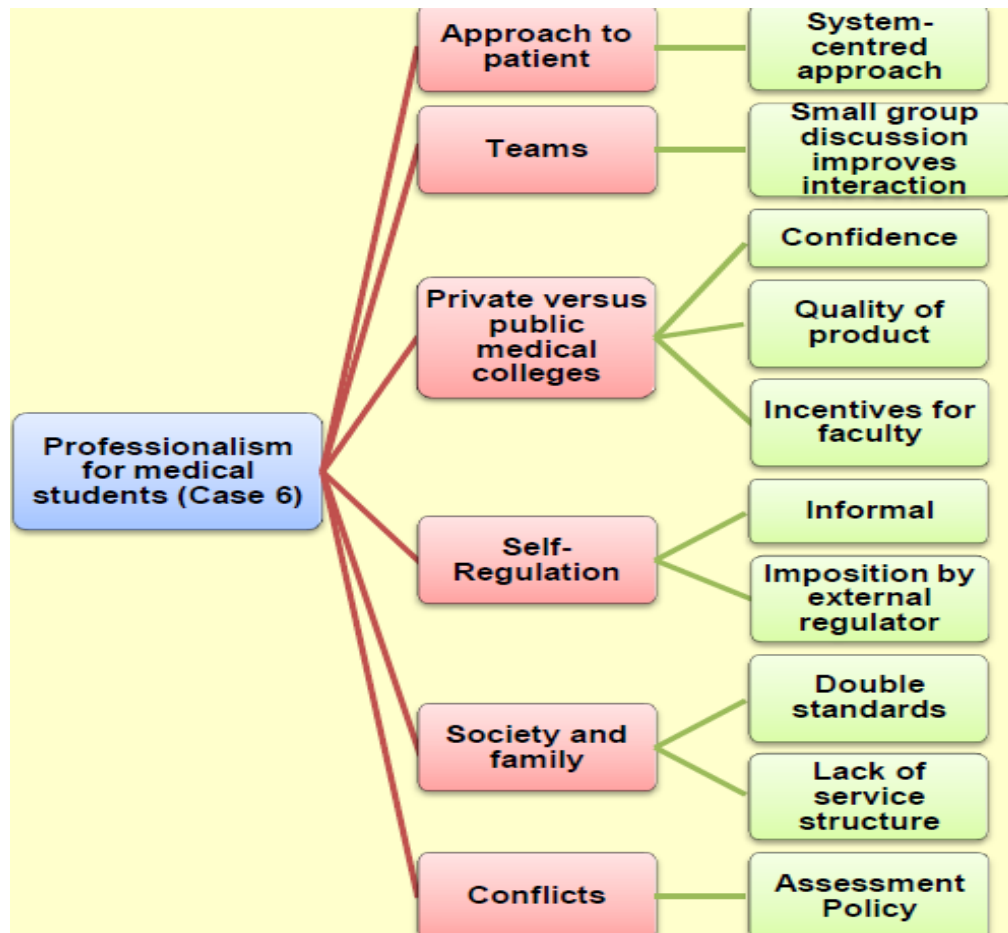 Approach to
patient
System-
centred
approach
Teams
Small group
discussion
improves
interaction
Private versus
public
medical
colleges
Confidence
Quality of
product
Incentives for
faculty
Professionalism
for medical
students (Case 6)
Self-
Regulation
Informal
Imposition by
external
regulator
Society and
family
Double
standards
Lack of
service
structure
Conflicts
Assessment
Policy